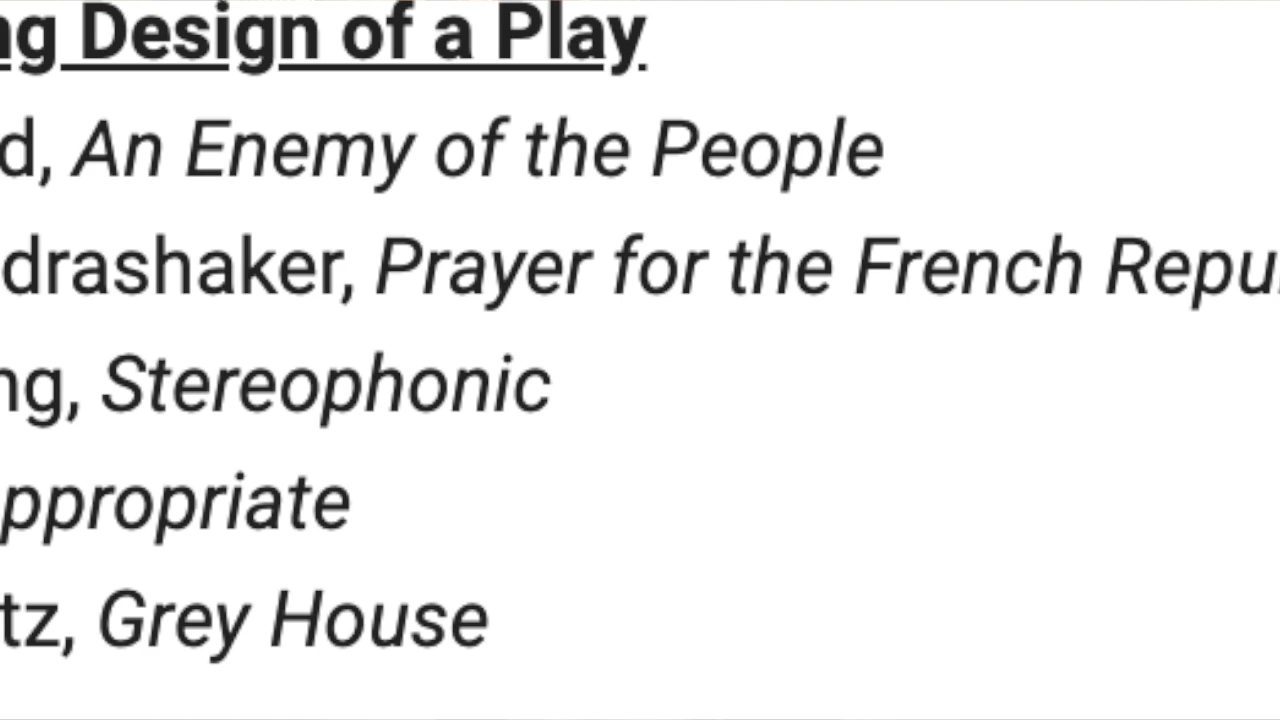 ng Design of a Play
d, An Enemy of the People
drashaker, Prayer for the French Repu
ng, Stereophonic
ppropriate
tz, Grey House